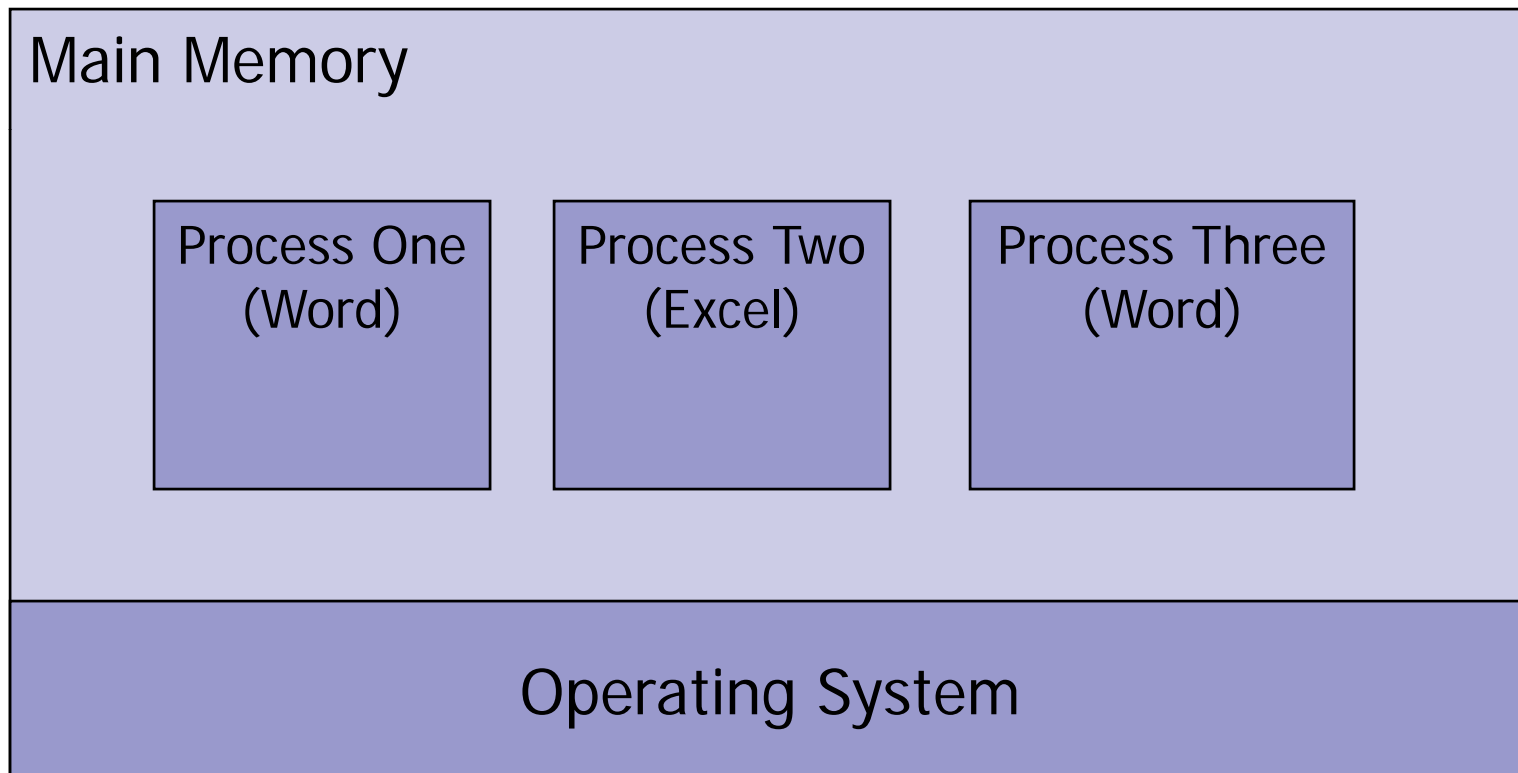 Main Memory
Process One
(Word)
Process Two
(Excel)
Process Three
(Word)
Operating System